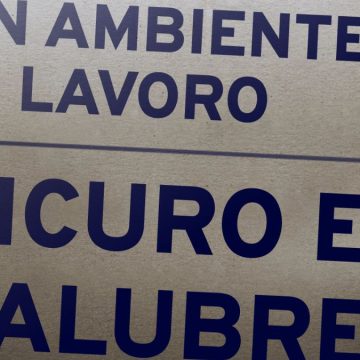 N AMBIENTE
LAVORO
ICURO E
ALUBRE